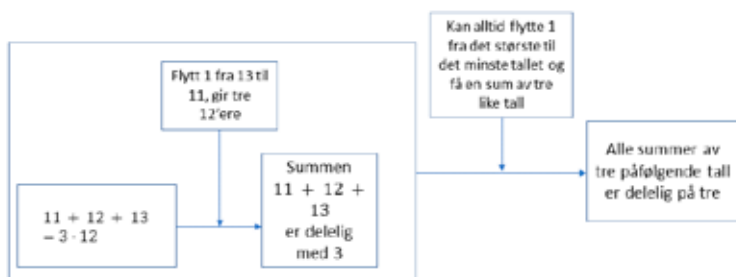 Flytt 1 fra 13 til
11, gir tre
12'ere
11 + 12 + 13
= 3 · 12
Summen
11 + 12 +
13
er delelig
med 3
Kan alltid flytte 1
fra det største til
det minste tallet og
få en sum av tre
like tall
Alle summer av
tre påfølgende tall
er delelig på tre